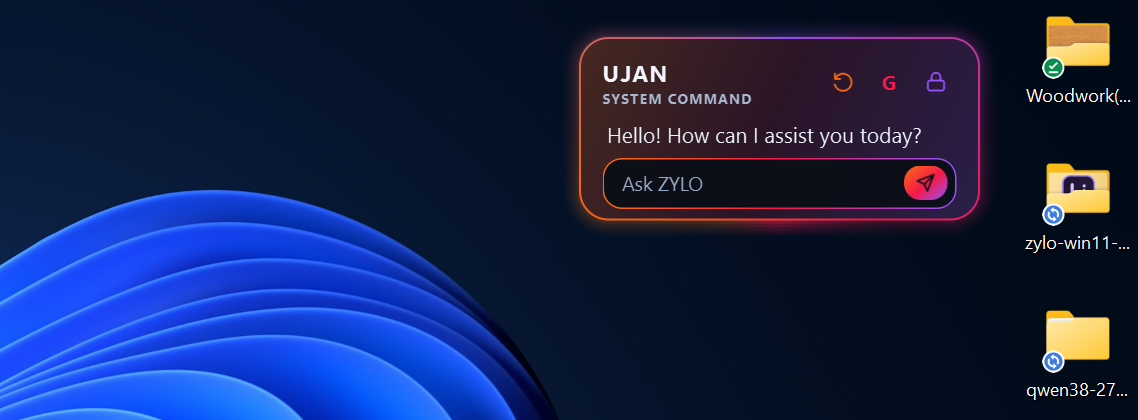 UJAN
SYSTEM COMMAND
G
Hello! How can I assist you today?
Ask ZYLO
Woodwork(...
zylo-win11-...
qwen38-27...